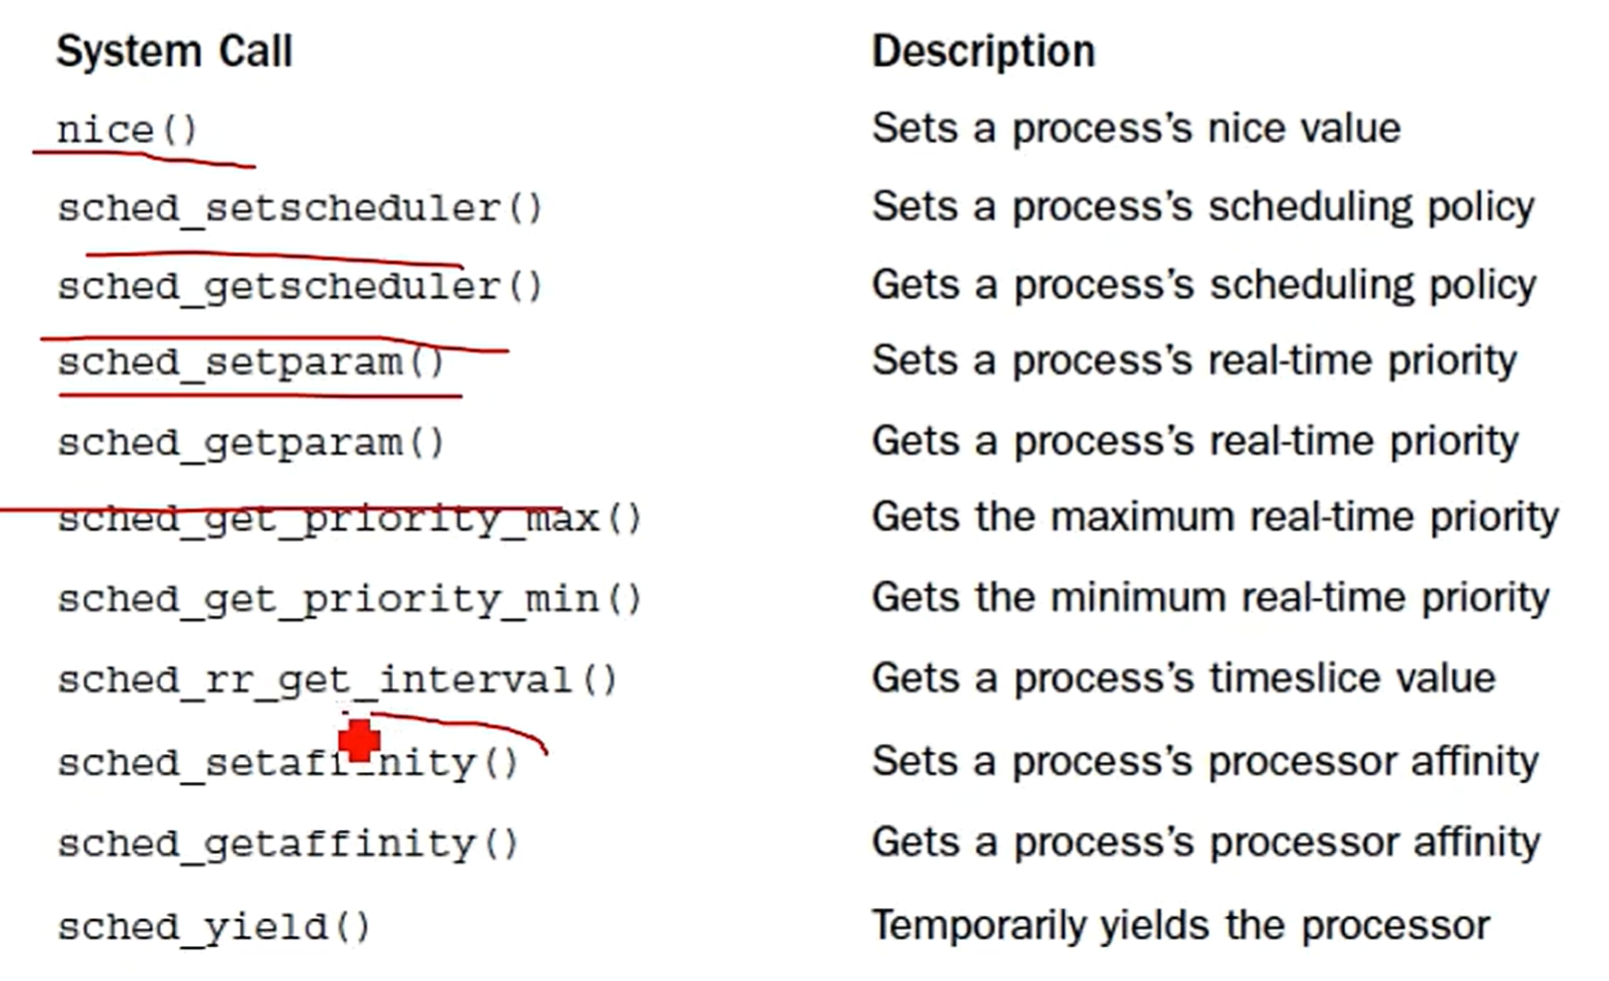 System Call Description
nice() Sets a process's nice value
sched_setscheduler() Sets a process's scheduling policy
sched_getscheduler() Gets a process's scheduling policy
sched_setparam() Sets a process's real-time priority
sched_getparam() Gets a process's real-time priority
sched_get_priority_max() Gets the maximum real-time priority
sched_get_priority_min() Gets the minimum real-time priority
sched_rr_get_interval() Gets a process's timeslice value
sched_setaffinity() Sets a process's processor affinity
sched_getaffinity() Gets a process's processor affinity
sched_yield() Temporarily yields the processor